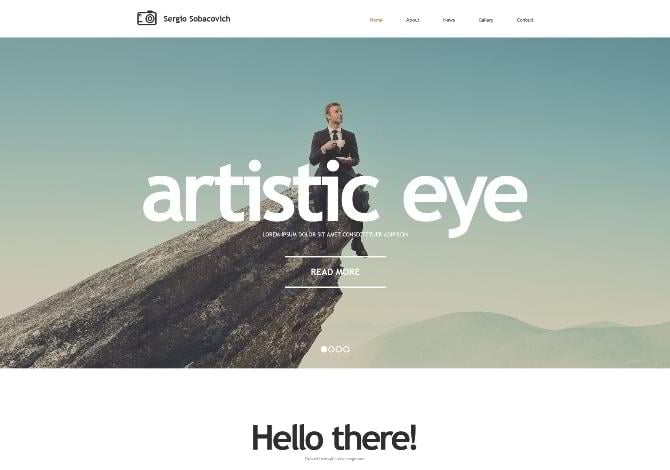 Sergio Sobacovich
Home About News Gallery Contact
artistic eye
LOREM IPSUM DOLOR SIT AMET CONSECTETUER ADIPISCIN
READ MORE
Hello there!